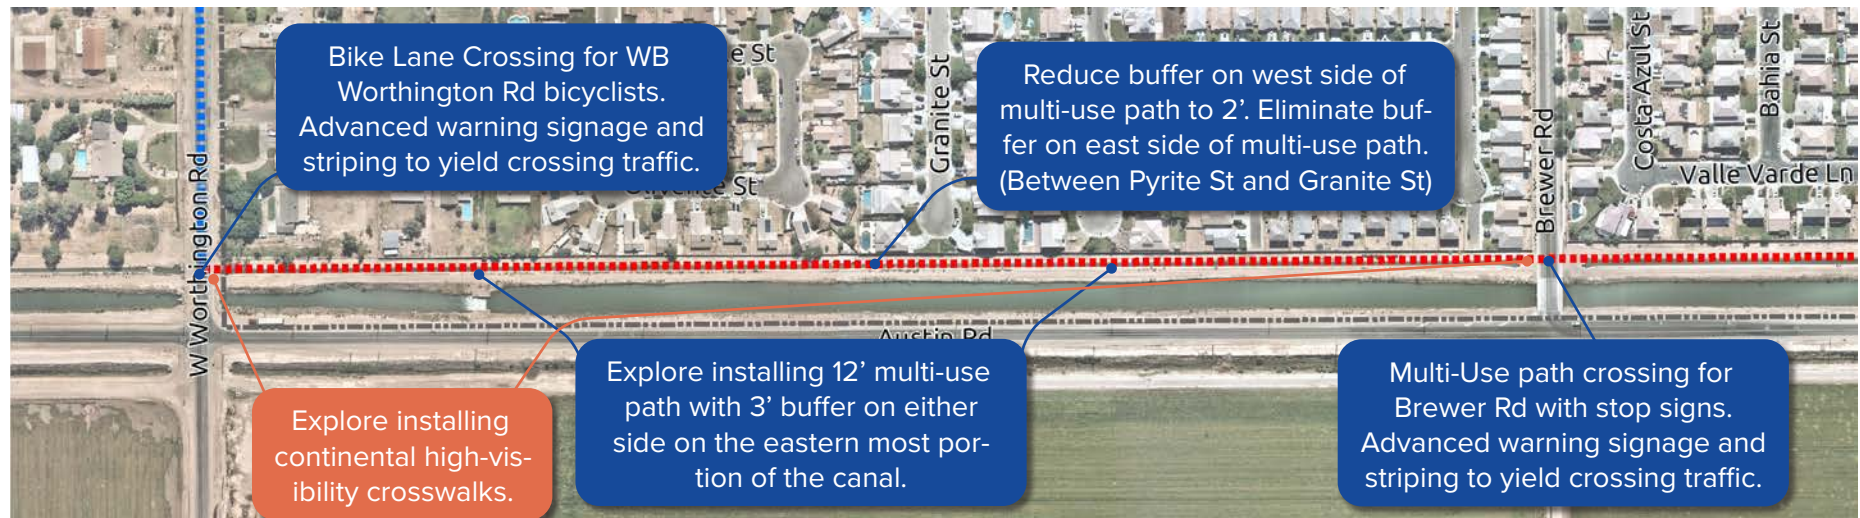 Bike Lane Crossing for WB
Worthington Rd bicyclists.
Advanced warning signage and
striping to yield crossing traffic.
Reduce buffer on west side of
multi-use path to 2’. Eliminate buf-
fer on east side of multi-use path.
(Between Pyrite St and Granite St)
St
Granite St
Brewer Rd
Costa Azul St
Bahia St
Valle Varde Ln
St
W Worthington Rd
Austin Rd
Explore installing
continental high-vis-
ibility crosswalks.
Explore installing 12’ multi-use
path with 3’ buffer on either
side on the eastern most por-
tion of the canal.
Multi-Use path crossing for
Brewer Rd with stop signs.
Advanced warning signage and
striping to yield crossing traffic.